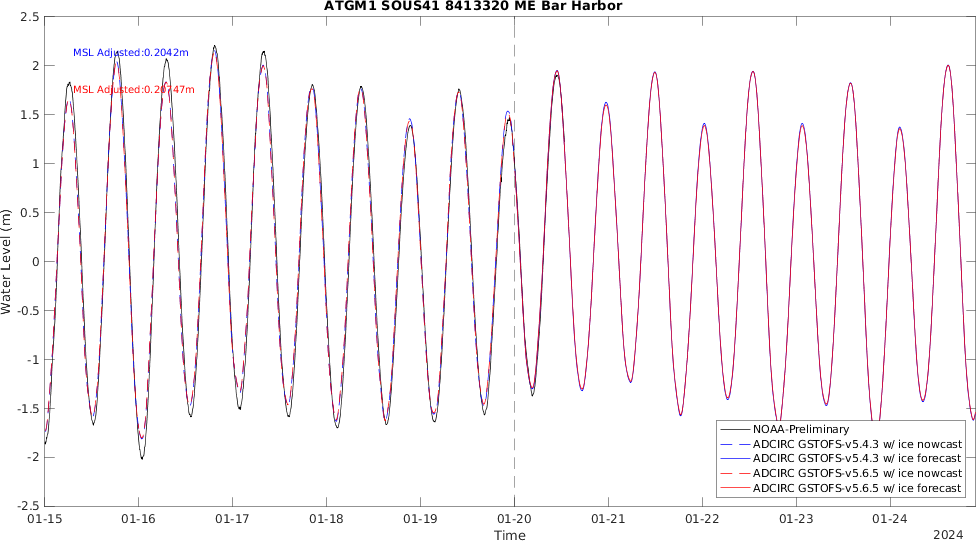 ATGM1 SOUS41 8413320 ME Bar Harbor
2.5
2
1.5
1
0.5
0
-0.5
-1
-1.5
-2
-2.5
Water Level (m)
MSL Adjusted:0.2042m
MSL Adjusted:0.20747m
NOAA-Preliminary
ADCIRC GSTOFS-v5.4.3 w/ ice nowcast
ADCIRC GSTOFS-v5.4.3 w/ ice forecast
ADCIRC GSTOFS-v5.6.5 w/ ice nowcast
ADCIRC GSTOFS-v5.6.5 w/ ice forecast
01-15 01-16 01-17 01-18 01-19 01-20 01-21 01-22 01-23 01-24
Time
2024